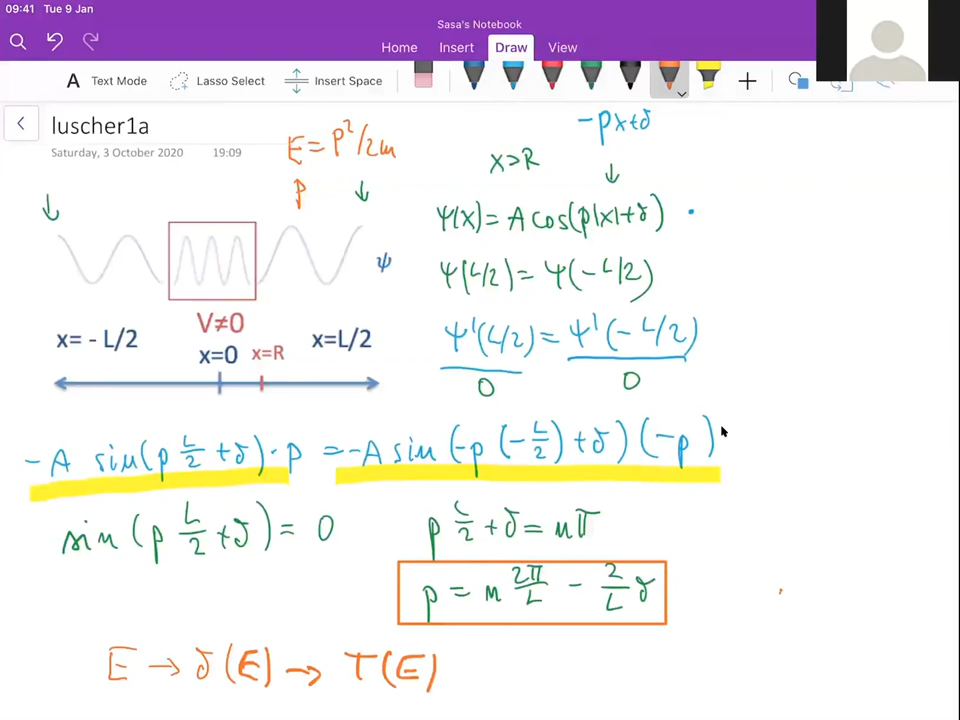 09:41 Tue 9 Jan
Sasa's Notebook
Home Insert Draw View
A Text Mode Lasso Select Insert Space
luscher1a
Saturday, 3 October 2020 19:09
E = p²/2m
p
↓ ↓
-px+δ
x>R
↓
ψ(x) = A cos(p|x|+δ)
ψ(L/2) = ψ(-L/2)
ψ
V≠0
x= - L/2 x=0 x=R x=L/2
ψ'(L/2) = ψ'(-L/2)
0 0
-A sin(p L/2 + δ)·p = -A sin(-p(-L/2)+δ)(-p)
sin(p L/2 + δ) = 0
p L/2 + δ = nπ
p = n 2π/L - 2/L δ
E → δ(E) → T(E)